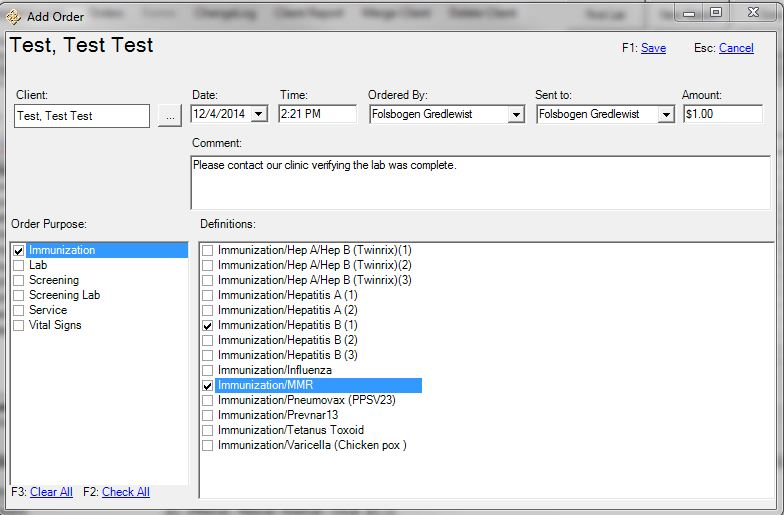 Add Order
Test, Test Test
F1: Save Esc: Cancel
Client: Date: Time: Ordered By: Sent to: Amount:
Test, Test Test ... 12/4/2014 2:21 PM Folsbogen Gredlewist Folsbogen Gredlewist $1.00
Comment:
Please contact our clinic verifying the lab was complete.
Order Purpose:
Immunization
Lab
Screening
Screening Lab
Service
Vital Signs
F3: Clear All F2: Check All
Definitions:
Immunization/Hep A/Hep B (Twinrix)(1)
Immunization/Hep A/Hep B (Twinrix)(2)
Immunization/Hep A/Hep B (Twinrix)(3)
Immunization/Hepatitis A (1)
Immunization/Hepatitis A (2)
Immunization/Hepatitis B (1)
Immunization/Hepatitis B (2)
Immunization/Hepatitis B (3)
Immunization/Influenza
Immunization/MMR
Immunization/Pneumovax (PPSV23)
Immunization/Prevnar13
Immunization/Tetanus Toxoid
Immunization/Varicella (Chicken pox )